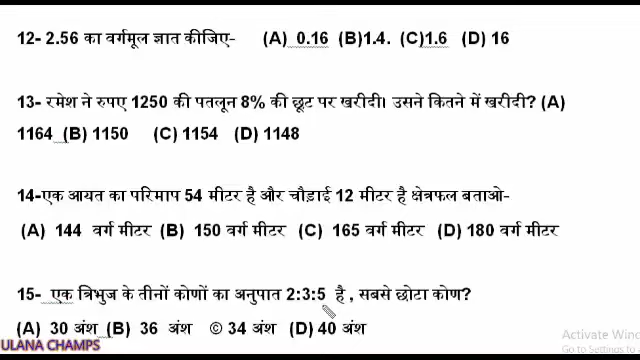 12- 2.56 का वर्गमूल ज्ञात कीजिए- (A) 0.16 (B)1.4. (C)1.6 (D) 16
13- रमेश ने रुपए 1250 की पतलून 8% की छूट पर खरीदी। उसने कितने में खरीदी? (A)
1164 (B) 1150 (C) 1154 (D) 1148
14-एक आयत का परिमाप 54 मीटर है और चौड़ाई 12 मीटर है क्षेत्रफल बताओ-
(A) 144 वर्ग मीटर (B) 150 वर्ग मीटर (C) 165 वर्ग मीटर (D) 180 वर्ग मीटर
15- एक त्रिभुज के तीनों कोणों का अनुपात 2:3:5 है , सबसे छोटा कोण?
(A) 30 अंश (B) 36 अंश © 34 अंश (D) 40 अंश
ULANA CHAMPS
Activate Wind
Go to Settings to